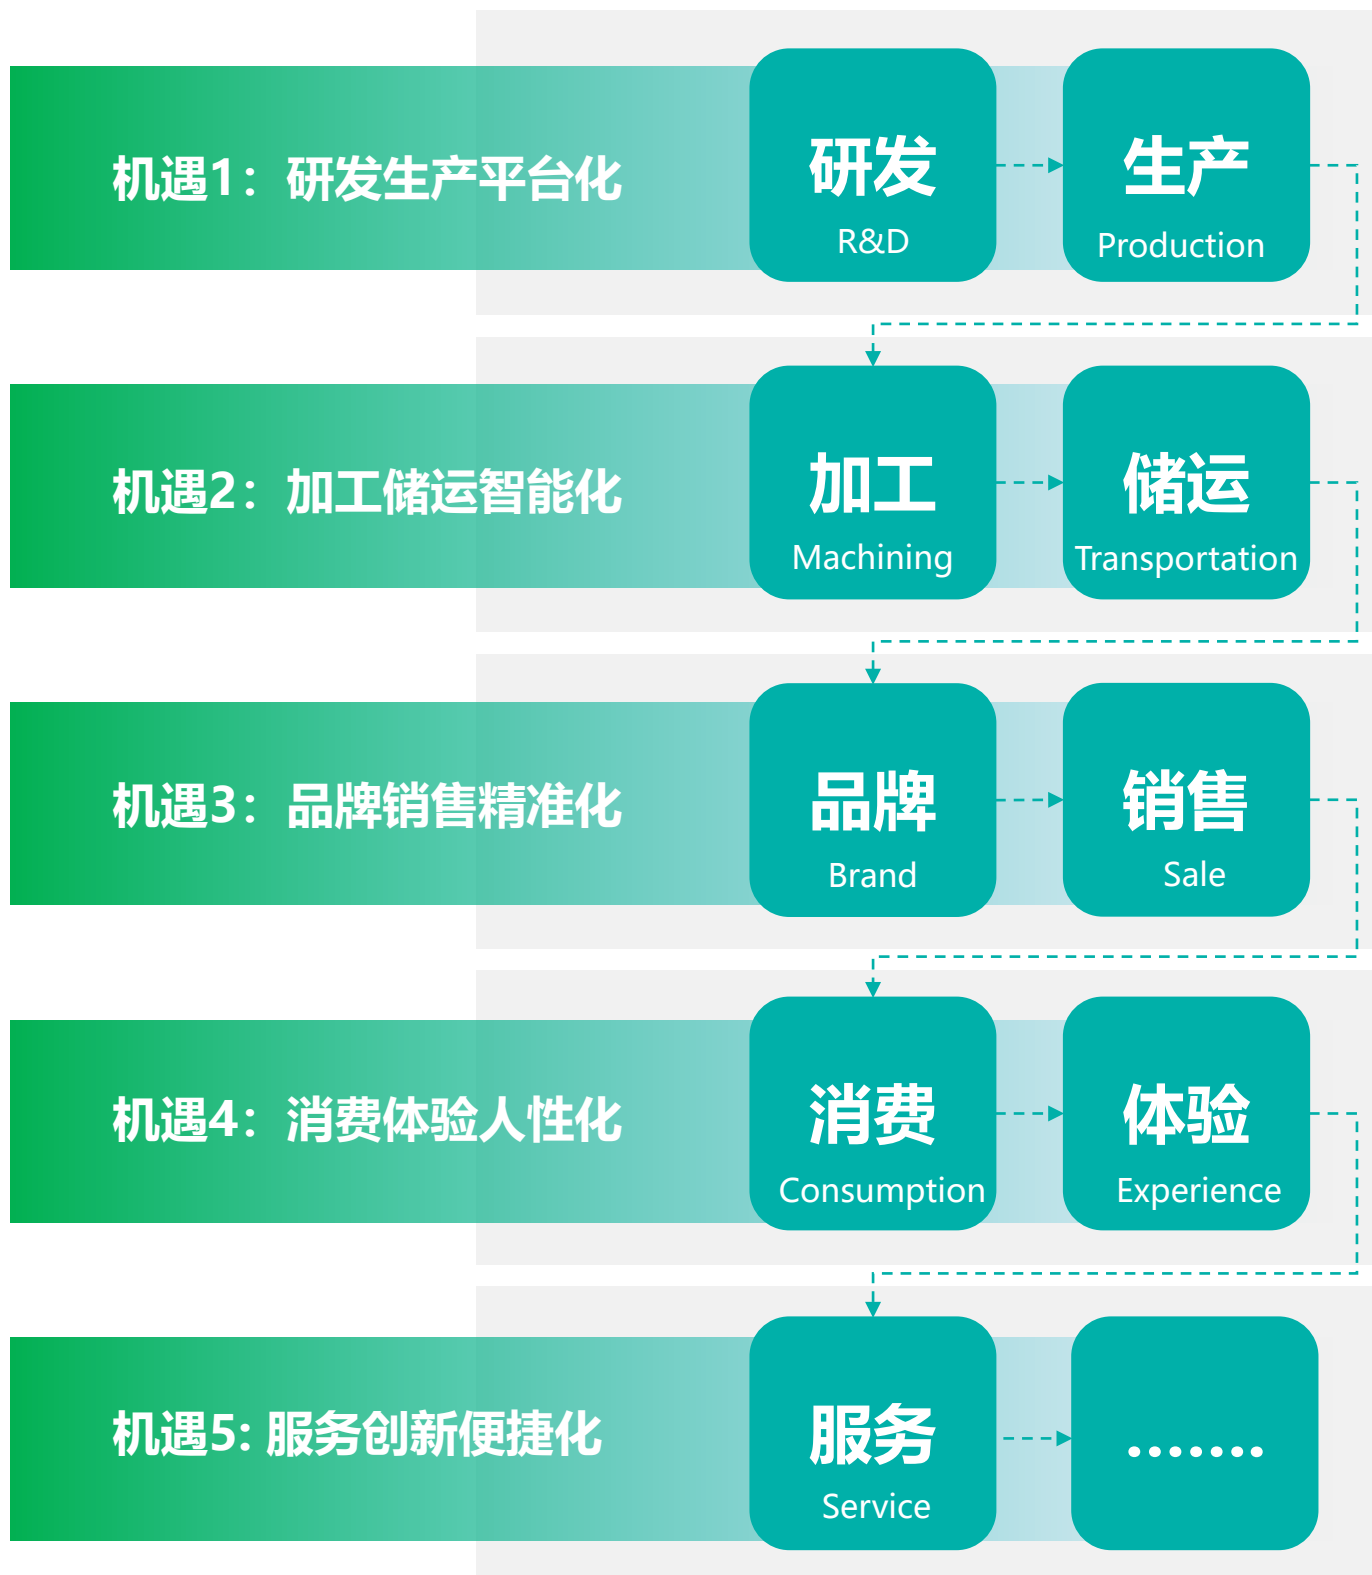 机遇1：研发生产平台化
研发
R&D
生产
Production
机遇2：加工储运智能化
加工
Machining
储运
Transportation
机遇3：品牌销售精准化
品牌
Brand
销售
Sale
机遇4：消费体验人性化
消费
Consumption
体验
Experience
机遇5: 服务创新便捷化
服务
Service
.......